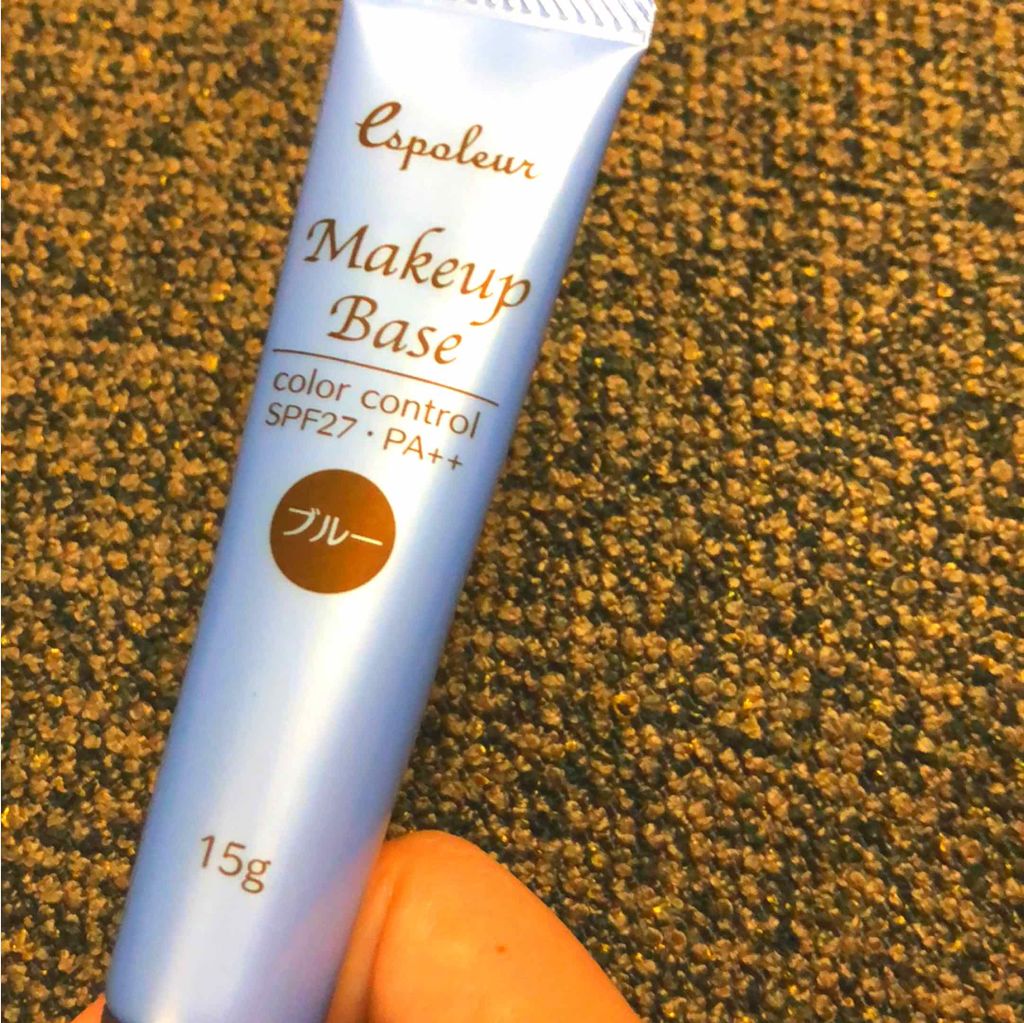 espoleur
Makeup
Base
color control
SPF27・PA++
ブルー
15g